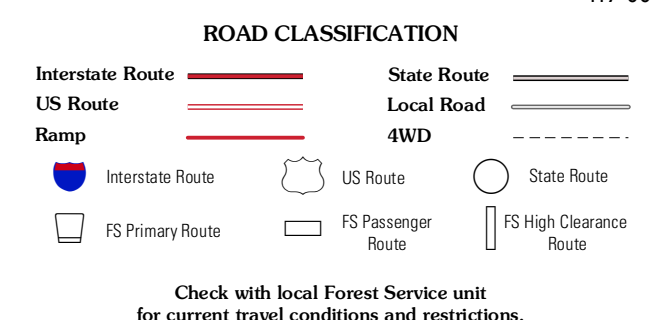 ROAD CLASSIFICATION
Interstate Route
State Route
US Route
Local Road
Ramp
4WD
Interstate Route
US Route
State Route
FS Primary Route
FS Passenger
Route
FS High Clearance
Route
Check with local Forest Service unit
for current travel conditions and restrictions.